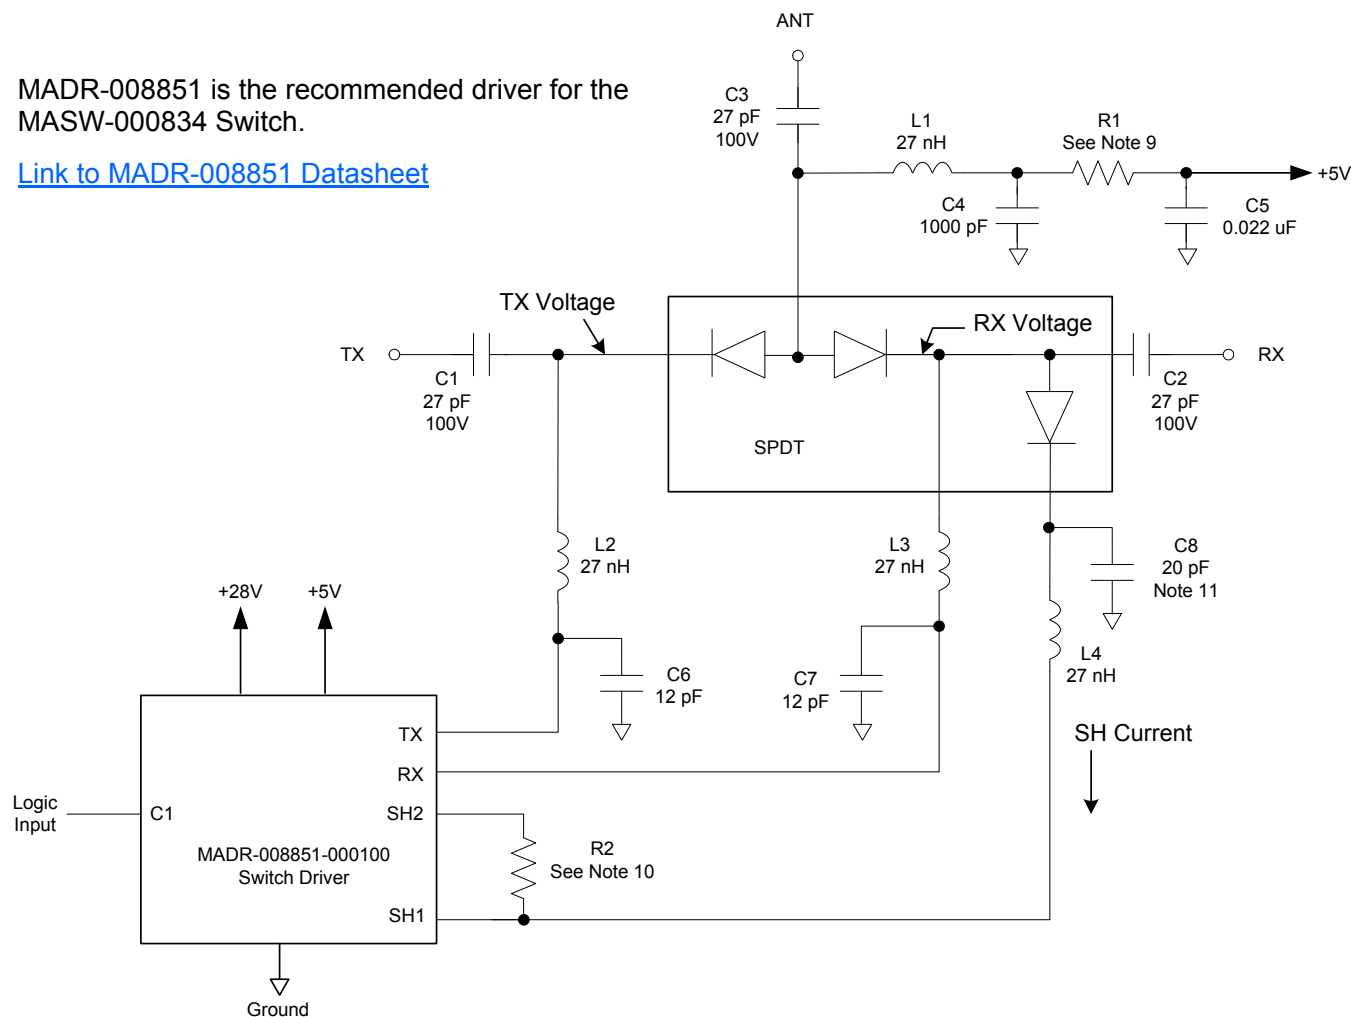 ANT
MADR-008851 is the recommended driver for the
MASW-000834 Switch.
Link to MADR-008851 Datasheet
C3
27 pF
100V
L1
27 nH
R1
See Note 9
+5V
C4
1000 pF
C5
0.022 uF
TX Voltage
RX Voltage
TX
RX
C1
27 pF
100V
C2
27 pF
100V
SPDT
L2
27 nH
L3
27 nH
C8
20 pF
Note 11
+28V
+5V
L4
27 nH
C6
12 pF
C7
12 pF
SH Current
TX
RX
SH2
SH1
Logic
Input
C1
MADR-008851-000100
Switch Driver
R2
See Note 10
Ground